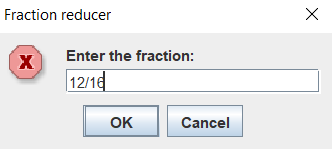 Fraction reducer
Enter the fraction:
12/16
OK Cancel